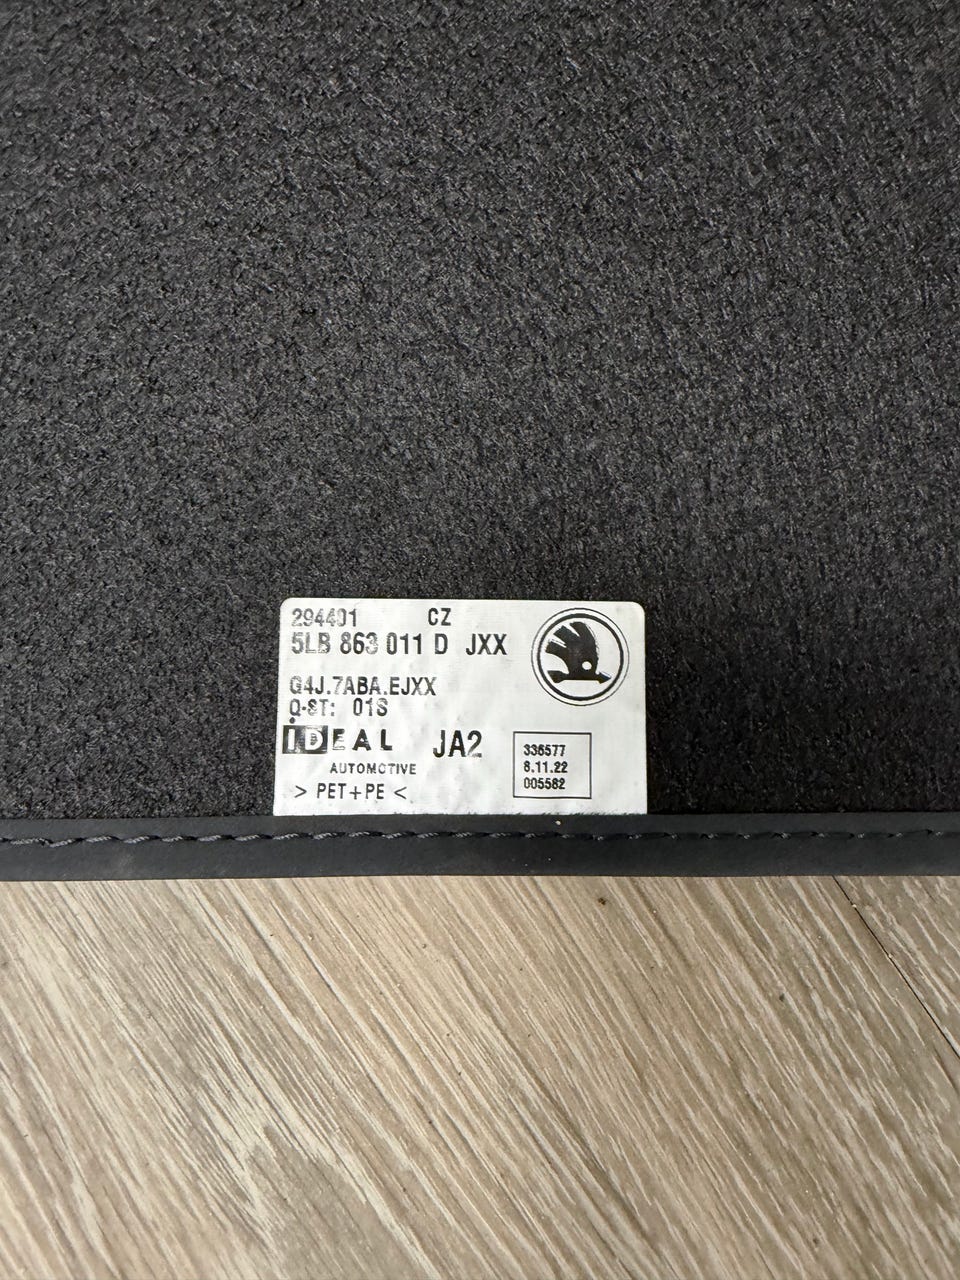 294401 CZ
5LB 863 011 D JXX
G4J.7ABA.EJXX
Q-ST: 01S
iDEAL JA2
AUTOMOTIVE
> PET+PE <
336577
8.11.22
005582